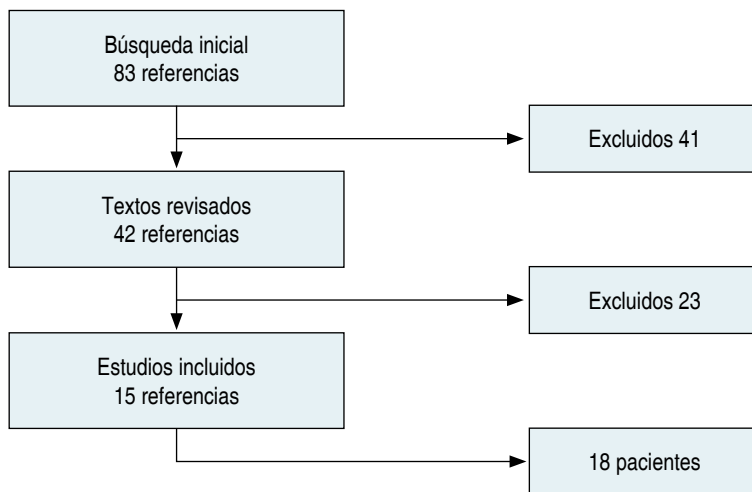 Búsqueda inicial
83 referencias
Excluidos 41
Textos revisados
42 referencias
Excluidos 23
Estudios incluidos
15 referencias
18 pacientes